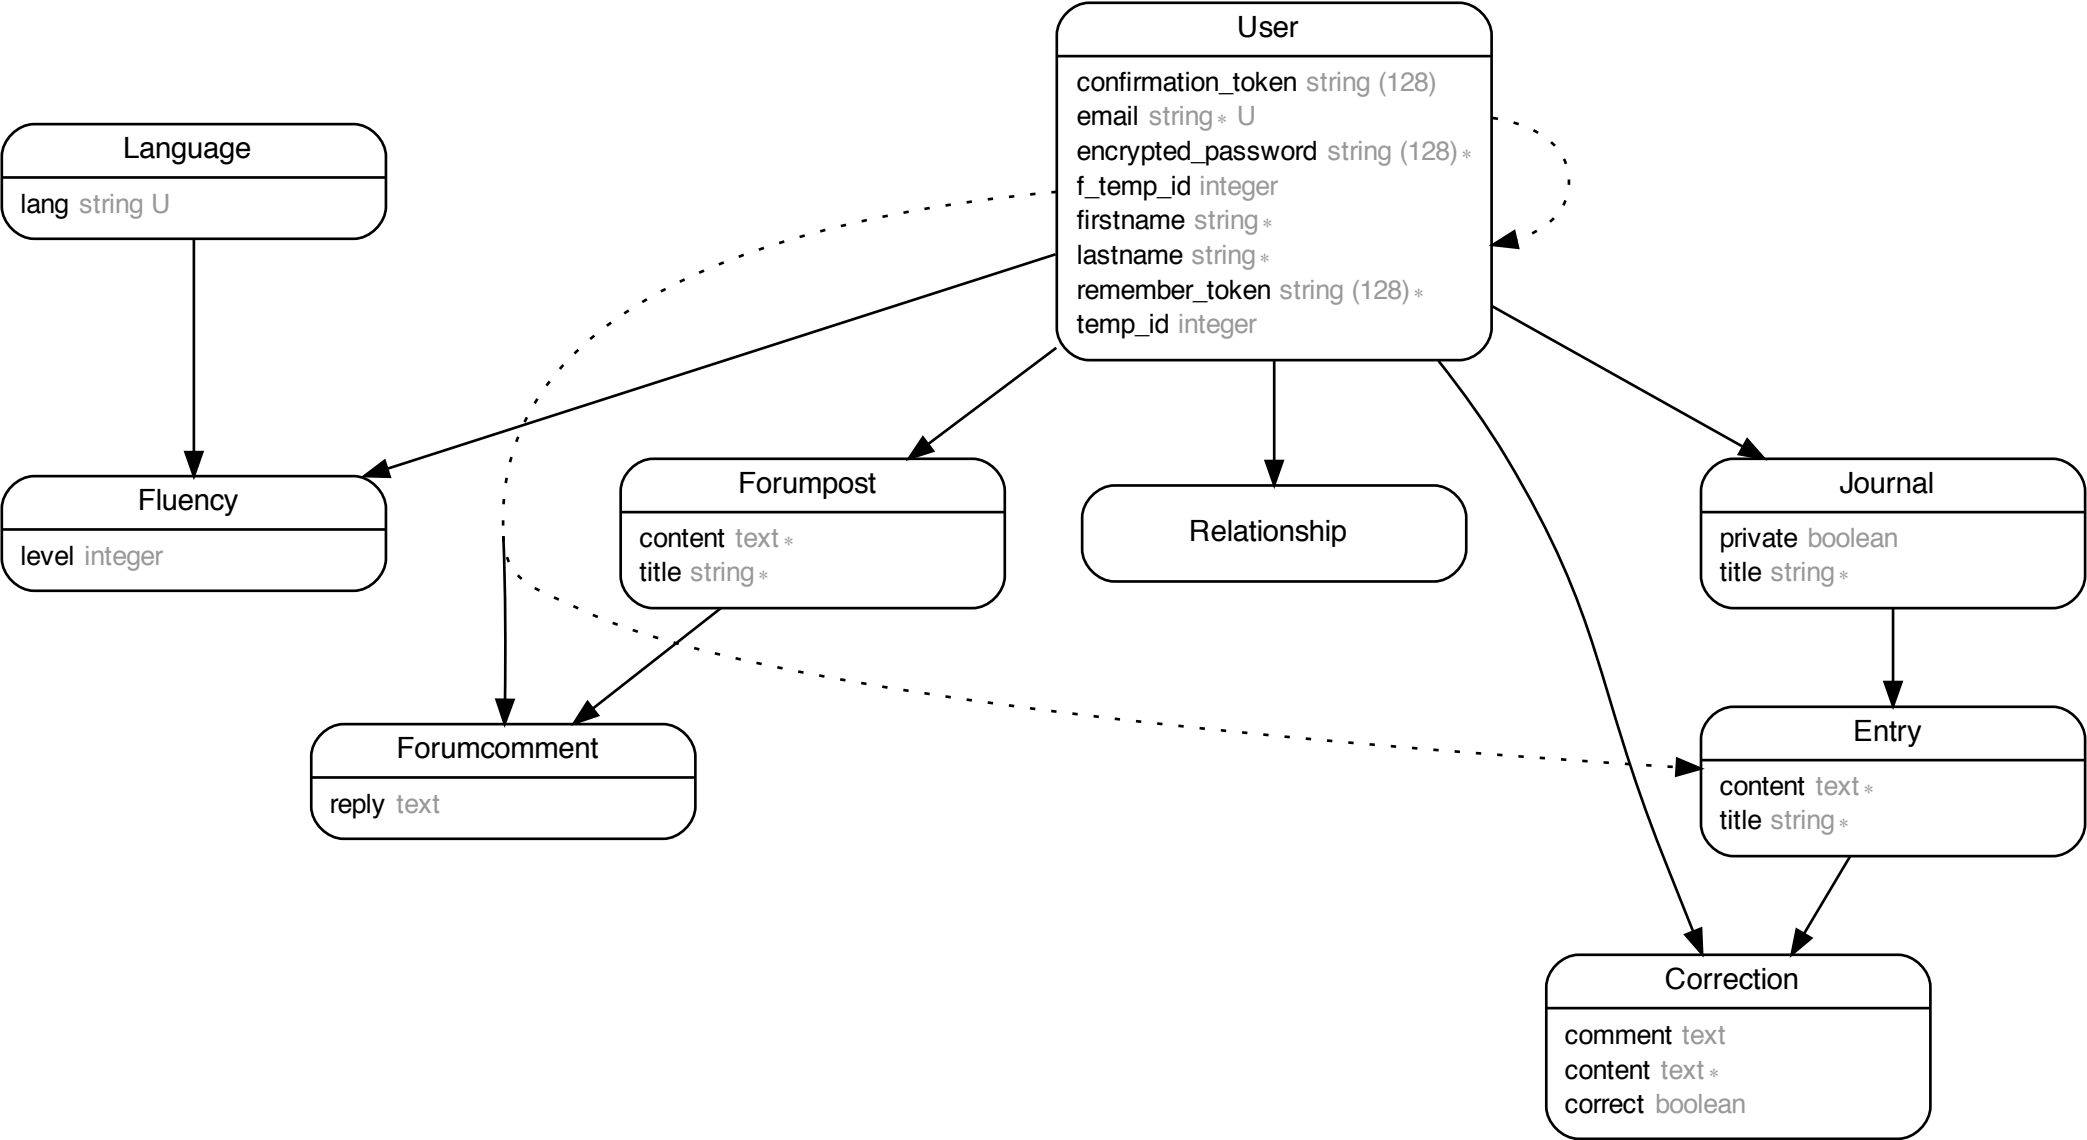 User
confirmation_token string (128)
email string* U
encrypted_password string (128)*
f_temp_id integer
firstname string*
lastname string*
remember_token string (128)*
temp_id integer
Language
lang string U
Fluency
level integer
Forumpost
content text*
title string*
Relationship
Journal
private boolean
title string*
Forumcomment
reply text
Entry
content text*
title string*
Correction
comment text
content text*
correct boolean